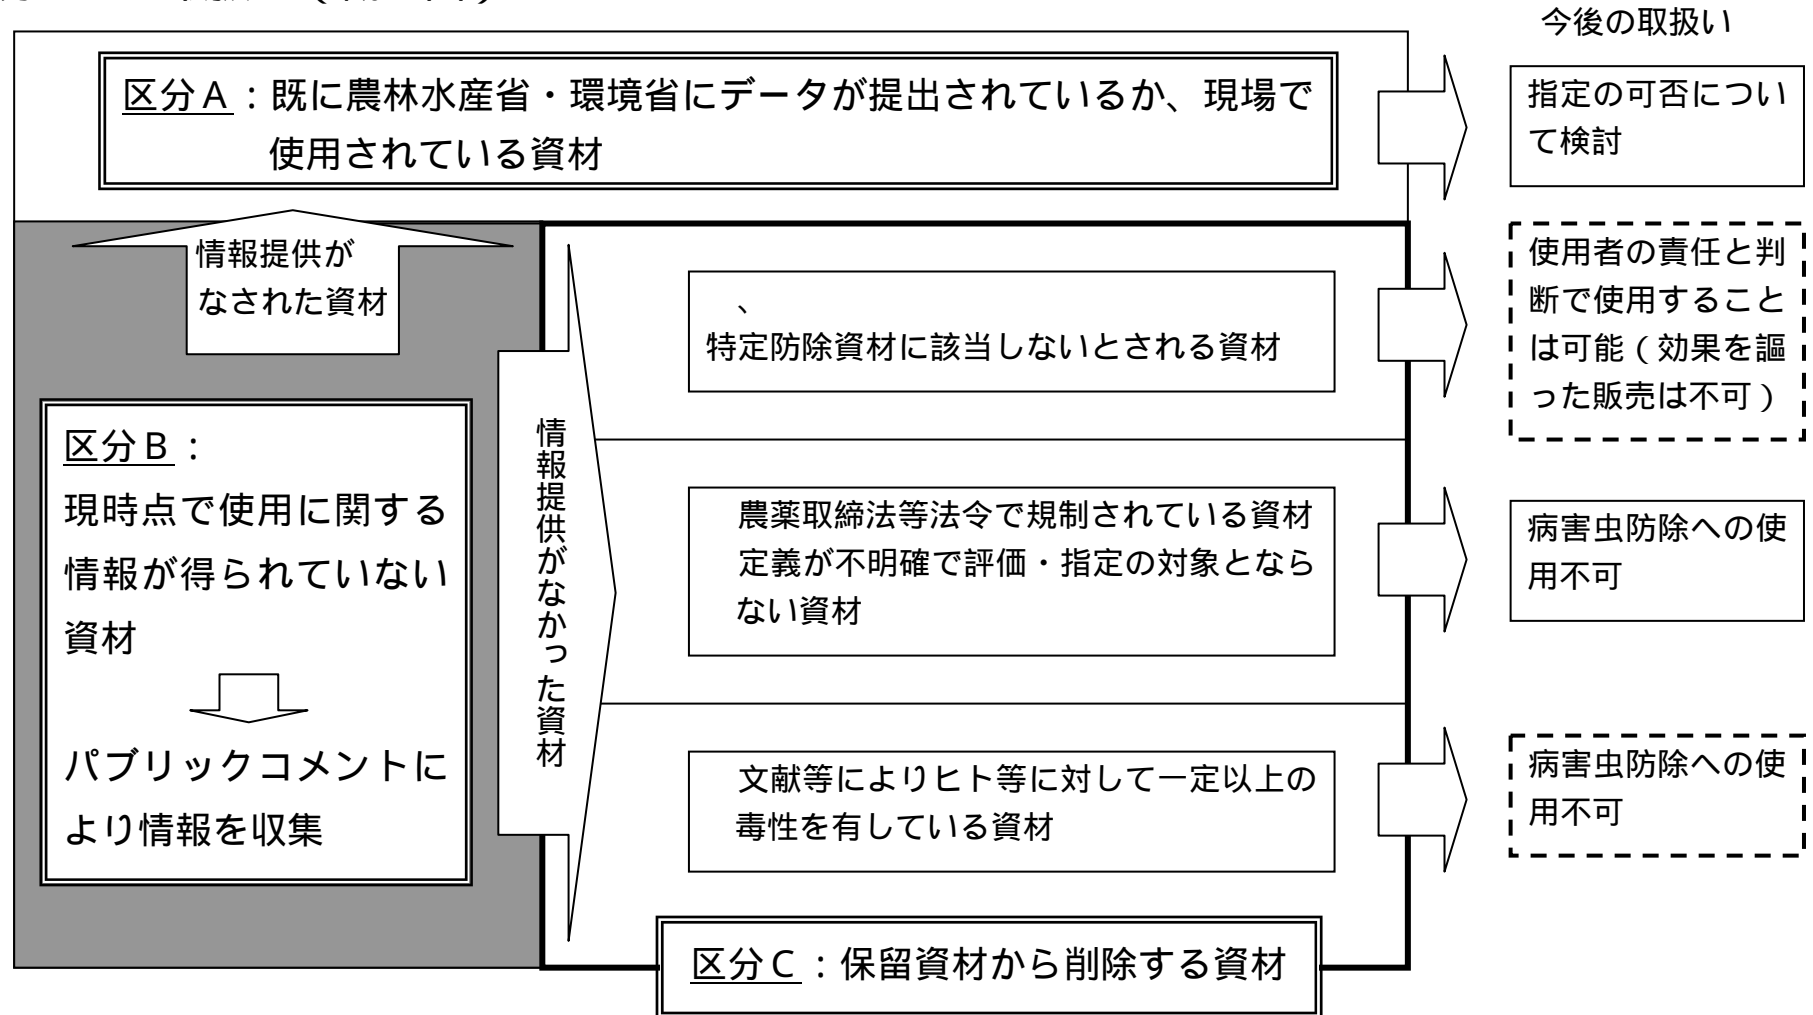 今後の取扱い
区分A：既に農林水産省・環境省にデータが提出されているか、現場で
使用されている資材
指定の可否につい
て検討
情報提供が
なされた資材
、
特定防除資材に該当しないとされる資材
使用者の責任と判
断で使用すること
は可能（効果を謳
った販売は不可）
区分B：
現時点で使用に関する
情報が得られていない
資材
パブリックコメントに
より情報を収集
情報提供がなかった資材
農薬取締法等法令で規制されている資材
定義が不明確で評価・指定の対象となら
ない資材
病害虫防除への使
用不可
文献等によりヒト等に対して一定以上の
毒性を有している資材
病害虫防除への使
用不可
区分C：保留資材から削除する資材